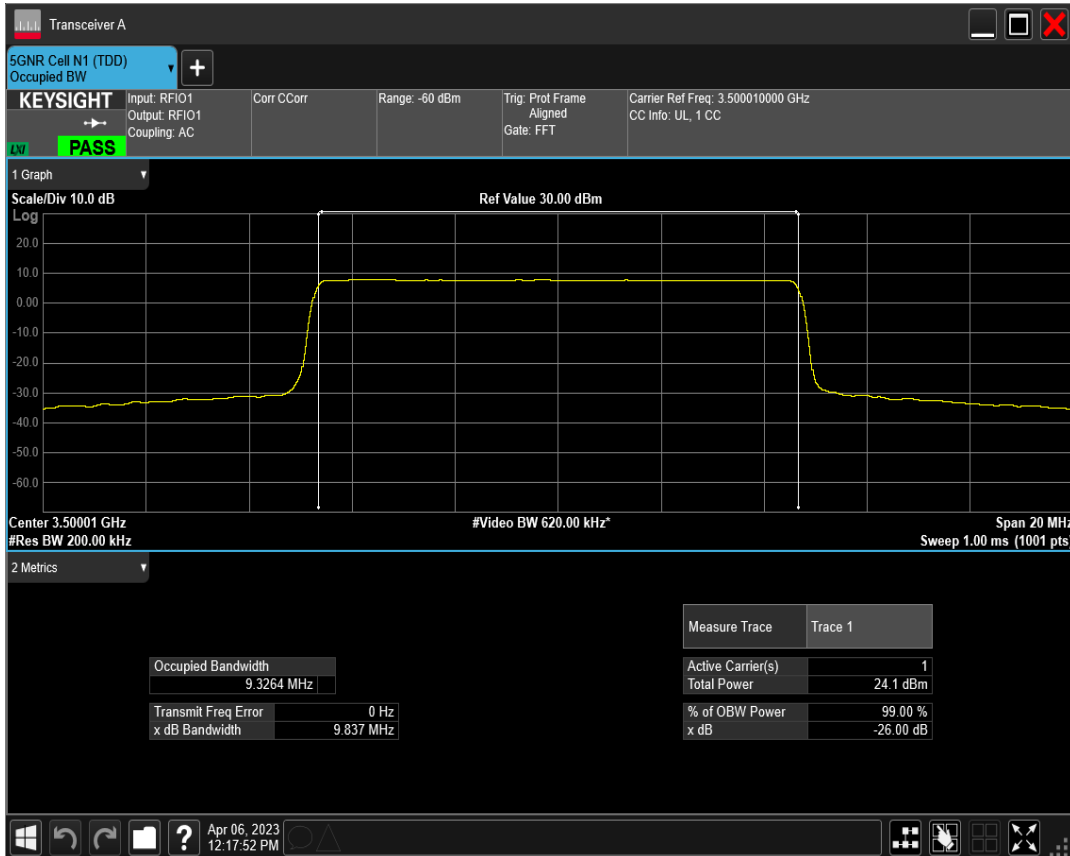 Transceiver A
5GNR Cell N1 (TDD)
Occupied BW
+
KEYSIGHT
LXI
PASS
Input: RFIO1
Output: RFIO1
Coupling: AC
Corr CCorr
Range: -60 dBm
Trig: Prot Frame
Aligned
Gate: FFT
Carrier Ref Freq: 3.500010000 GHz
CC Info: UL, 1 CC
1 Graph
Scale/Div 10.0 dB
Ref Value 30.00 dBm
Log
20.0
10.0
0.00
-10.0
-20.0
-30.0
-40.0
-50.0
-60.0
Center 3.50001 GHz
#Video BW 620.00 kHz*
Span 20 MHz
#Res BW 200.00 kHz
Sweep 1.00 ms (1001 pts)
2 Metrics
Measure Trace Trace 1
Occupied Bandwidth
9.3264 MHz
Active Carrier(s) 1
Total Power 24.1 dBm
Transmit Freq Error 0 Hz
x dB Bandwidth 9.837 MHz
% of OBW Power 99.00 %
x dB -26.00 dB
?
Apr 06, 2023
12:17:52 PM